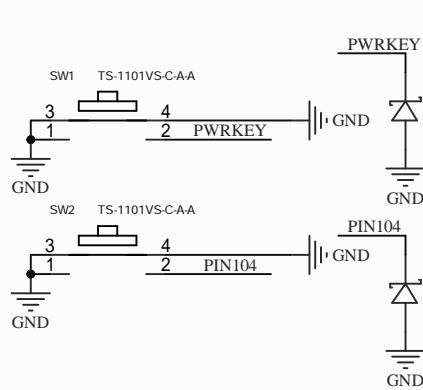 PWRKEY
SW1 TS-1101VS-C-A-A
3 4
1 2 PWRKEY
GND
GND
GND
SW2 TS-1101VS-C-A-A
PIN104
3 4
1 2 PIN104
GND
GND
GND